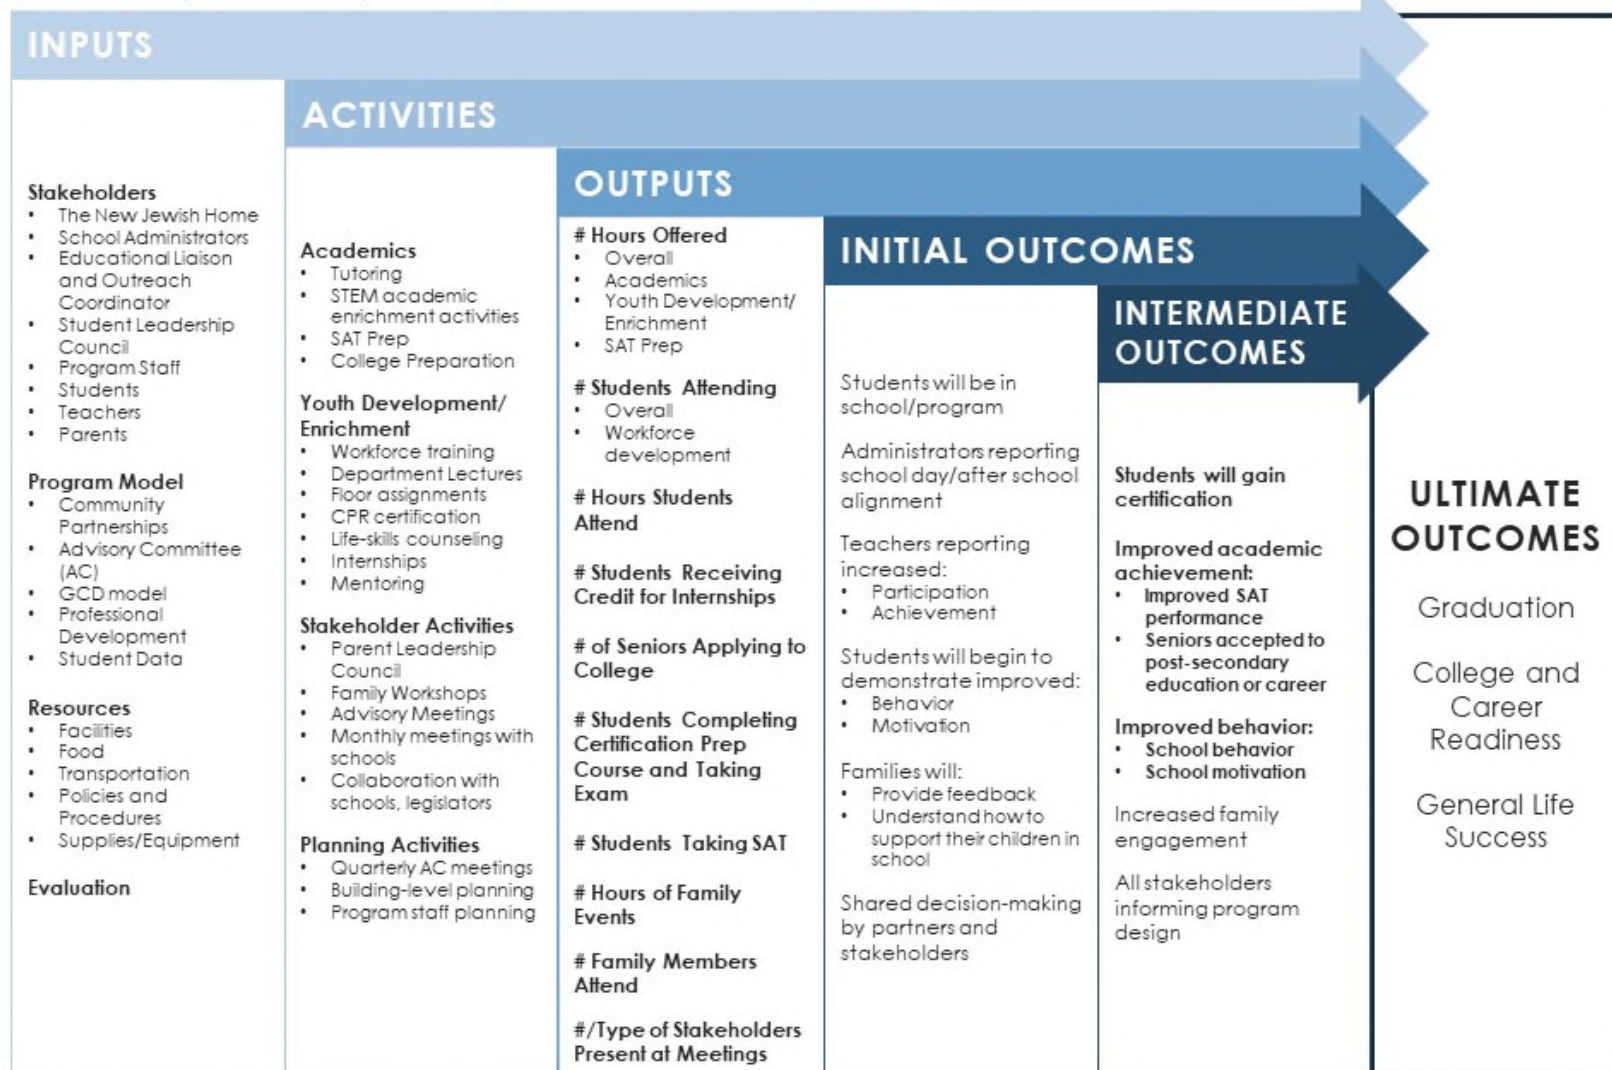 INPUTS
Stakeholders
• The New Jewish Home
• School Administrators
• Educational Liaison
and Outreach
Coordinator
• Student Leadership
Council
• Program Staff
• Students
• Teachers
• Parents
Program Model
• Community
Partnerships
• Advisory Committee
(AC)
• GCD model
• Professional
Development
• Student Data
Resources
• Facilities
• Food
• Transportation
• Policies and
Procedures
• Supplies/Equipment
Evaluation
ACTIVITIES
Academics
• Tutoring
• STEM academic
enrichment activities
• SAT Prep
• College Preparation
Youth Development/
Enrichment
• Workforce training
• Department Lectures
• Floor assignments
• CPR certification
• Life-skills counseling
• Internships
• Mentoring
Stakeholder Activities
• Parent Leadership
Council
• Family Workshops
• Advisory Meetings
• Monthly meetings with
schools
• Collaboration with
schools, legislators
Planning Activities
• Quarterly AC meetings
• Building-level planning
• Program staff planning
OUTPUTS
# Hours Offered
• Overall
• Academics
• Youth Development/
Enrichment
• SAT Prep
# Students Attending
• Overall
• Workforce
development
# Hours Students
Attend
# Students Receiving
Credit for Internships
# of Seniors Applying to
College
# Students Completing
Certification Prep
Course and Taking
Exam
# Students Taking SAT
# Hours of Family
Events
# Family Members
Attend
#/Type of Stakeholders
Present at Meetings
INITIAL OUTCOMES
Students will be in
school/program
Administrators reporting
school day/after school
alignment
Teachers reporting
increased:
• Participation
• Achievement
Students will begin to
demonstrate improved:
• Behavior
• Motivation
Families will:
• Provide feedback
• Understand how to
support their children in
school
Shared decision-making
by partners and
stakeholders
INTERMEDIATE
OUTCOMES
Students will gain
certification
Improved academic
achievement:
• Improved SAT
performance
• Seniors accepted to
post-secondary
education or career
Improved behavior:
• School behavior
• School motivation
Increased family
engagement
All stakeholders
informing program
design
ULTIMATE
OUTCOMES
Graduation
College and
Career
Readiness
General Life
Success